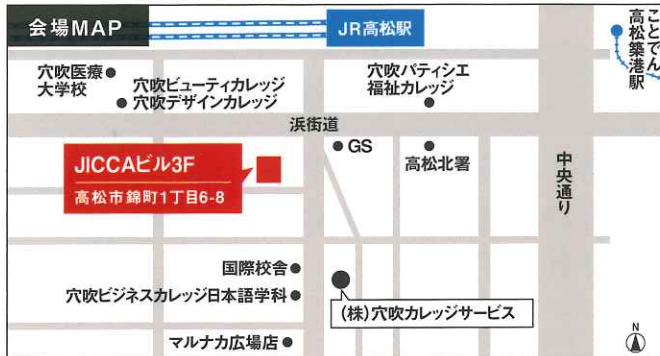 会場MAP
JR高松駅
ことでん
高松築港駅
穴吹医療
大学校
穴吹ビューティカレッジ
穴吹デザインカレッジ
穴吹パティシエ
福祉カレッジ
浜街道
GS
高松北署
中央通り
JICCAビル3F
高松市錦町1丁目6-8
国際校舎
穴吹ビジネスカレッジ日本語学科
(株)穴吹カレッジサービス
マルナカ広場店
N